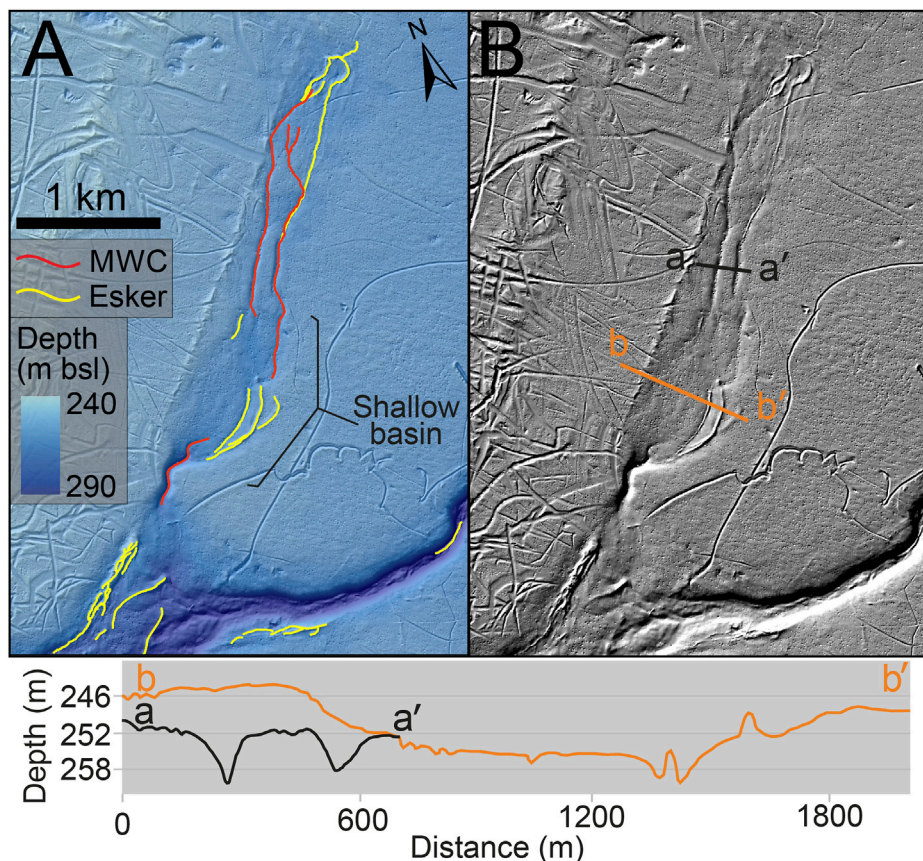 A
N
B
1 km
MWC
Esker
Depth
(m bsl)
240
290
Shallow
basin
a
a′
b
b′
b
b′
a
a′
Depth (m)
246
252
258
0
600
1200
1800
Distance (m)